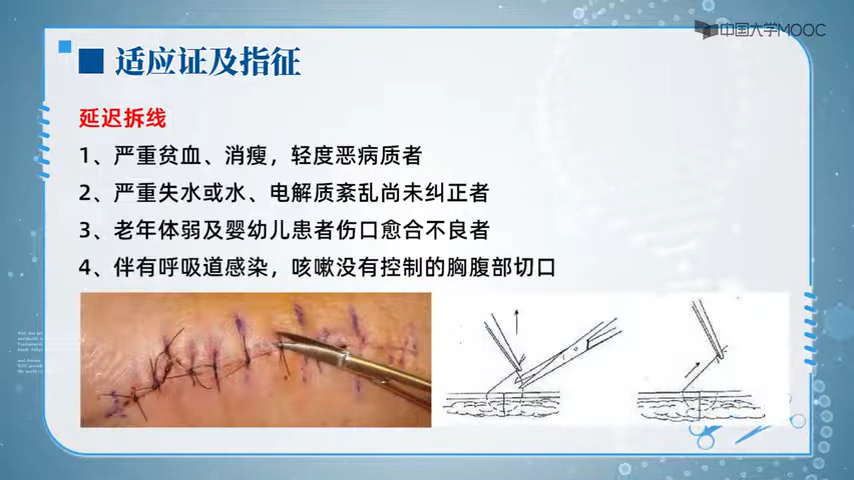 中国大学MOOC
适应证及指征
延迟拆线
1、严重贫血、消瘦，轻度恶病质者
2、严重失水或水、电解质紊乱尚未纠正者
3、老年体弱及婴幼儿患者伤口愈合不良者
4、伴有呼吸道感染，咳嗽没有控制的胸腹部切口